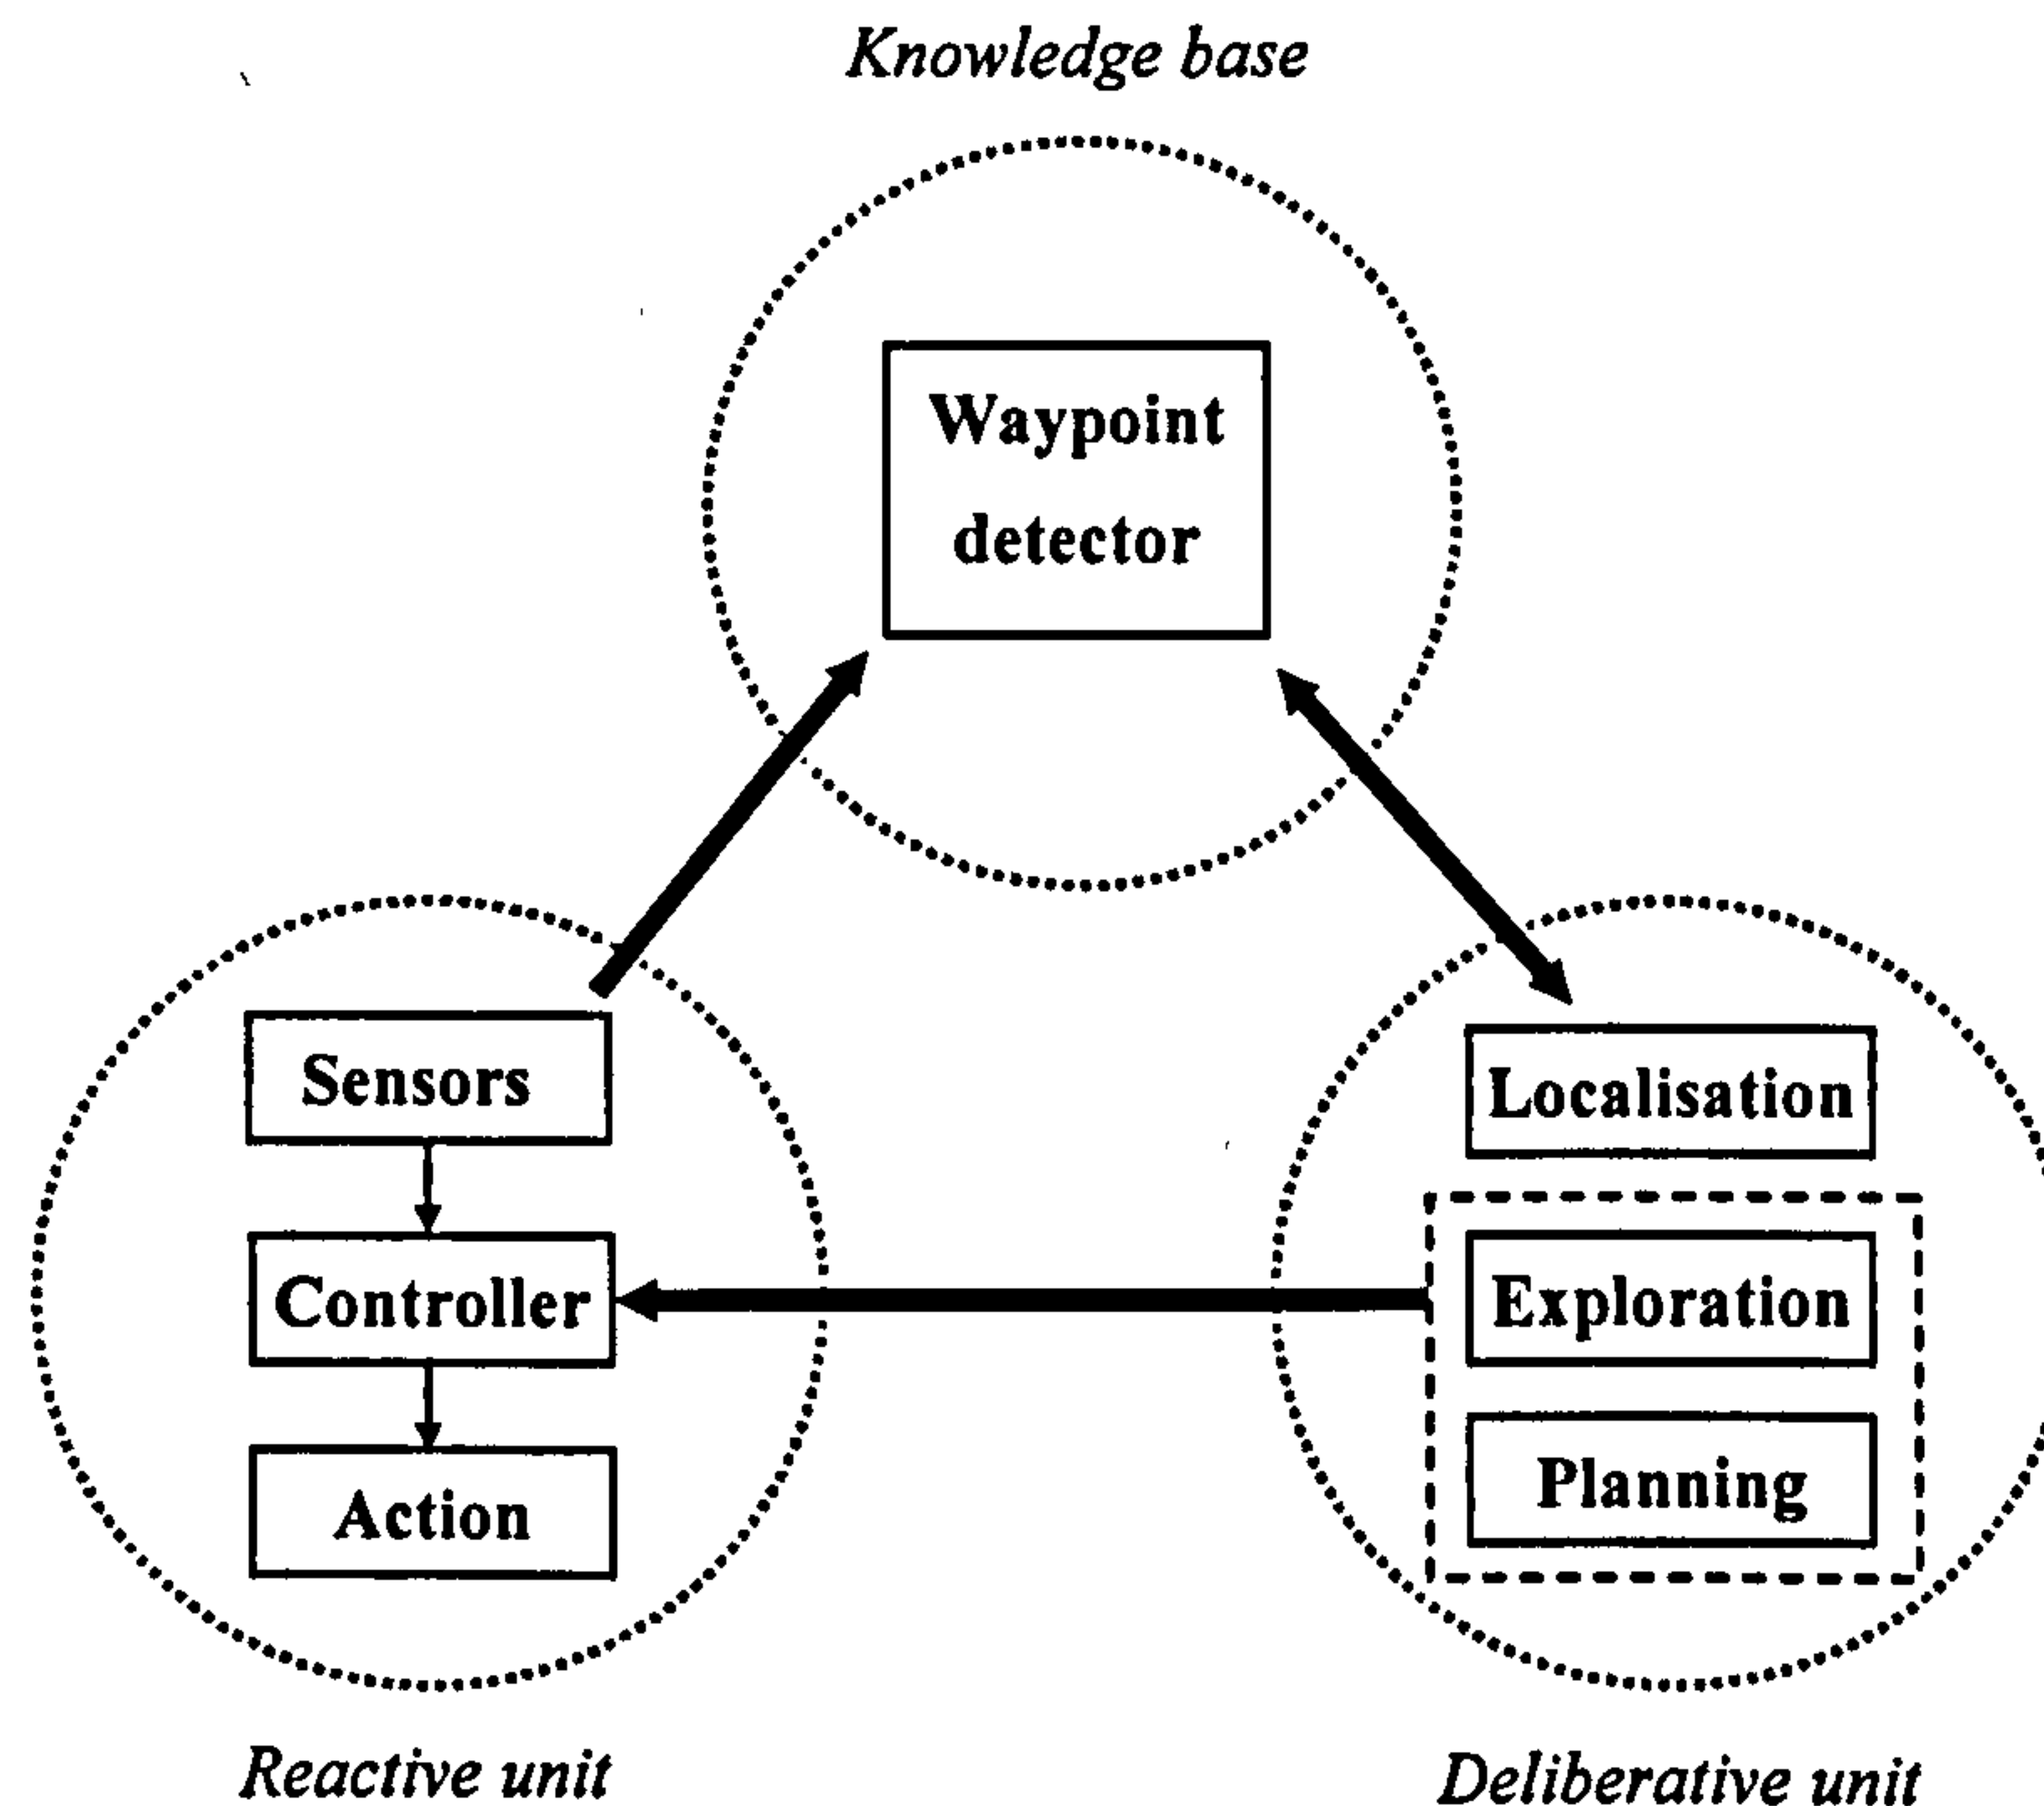 Knowledge base
Waypoint
detector
Sensors
Controller
Action
Localisation
Exploration
Planning
Reactive unit
Deliberative unit